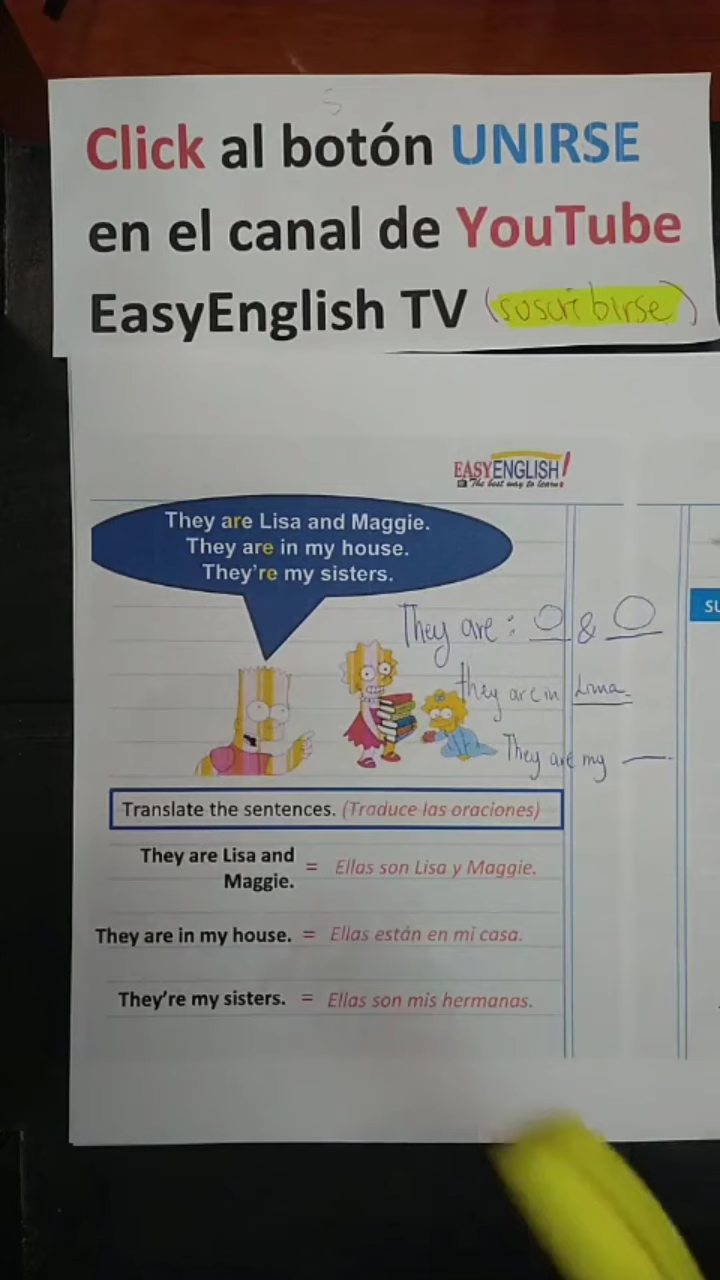 Click al botón UNIRSE
en el canal de YouTube
EasyEnglish TV (suscribirse)
EASYENGLISH!
The best way to learn
They are Lisa and Maggie.
They are in my house.
They're my sisters.
They are: __ & __
they are in Lima.
They are my __
Translate the sentences. (Traduce las oraciones)
They are Lisa and Maggie. = Ellas son Lisa y Maggie.
They are in my house. = Ellas están en mi casa.
They're my sisters. = Ellas son mis hermanas.